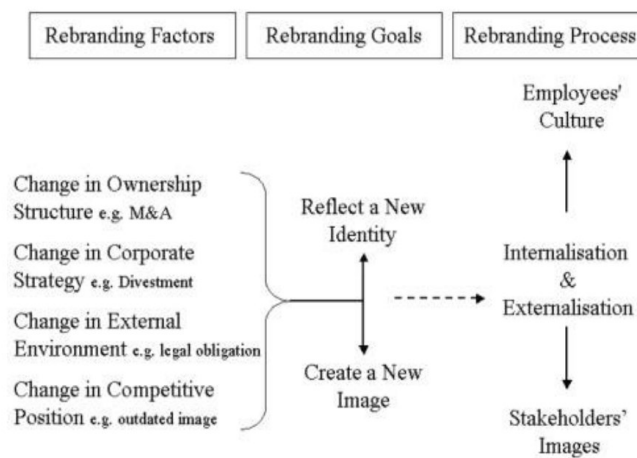 Rebranding Factors
Rebranding Goals
Rebranding Process
Change in Ownership
Structure e.g. M&A
Change in Corporate
Strategy e.g. Divestment
Change in External
Environment e.g. legal obligation
Change in Competitive
Position e.g. outdated image
Reflect a New
Identity
Create a New
Image
Employees'
Culture
Internalisation
&
Externalisation
Stakeholders’
Images